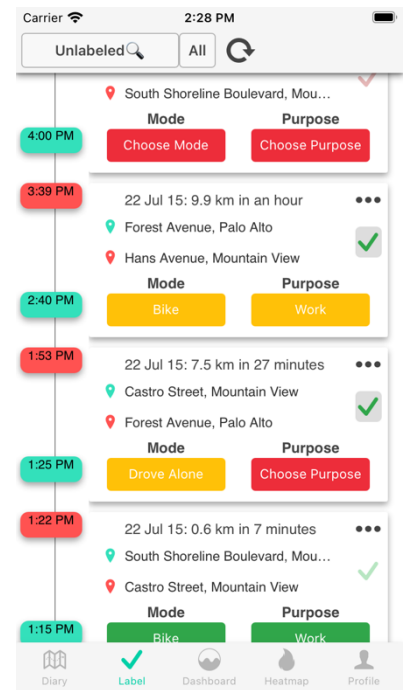 Carrier 2:28 PM
Unlabeled All
South Shoreline Boulevard, Mou...
Mode Purpose
4:00 PM
Choose Mode Choose Purpose
3:39 PM
22 Jul 15: 9.9 km in an hour
Forest Avenue, Palo Alto
Hans Avenue, Mountain View
Mode Purpose
2:40 PM
Bike Work
1:53 PM
22 Jul 15: 7.5 km in 27 minutes
Castro Street, Mountain View
Forest Avenue, Palo Alto
Mode Purpose
1:25 PM
Drove Alone Choose Purpose
1:22 PM
22 Jul 15: 0.6 km in 7 minutes
South Shoreline Boulevard, Mou...
Castro Street, Mountain View
Mode Purpose
1:15 PM
Bike Work
Diary Label Dashboard Heatmap Profile